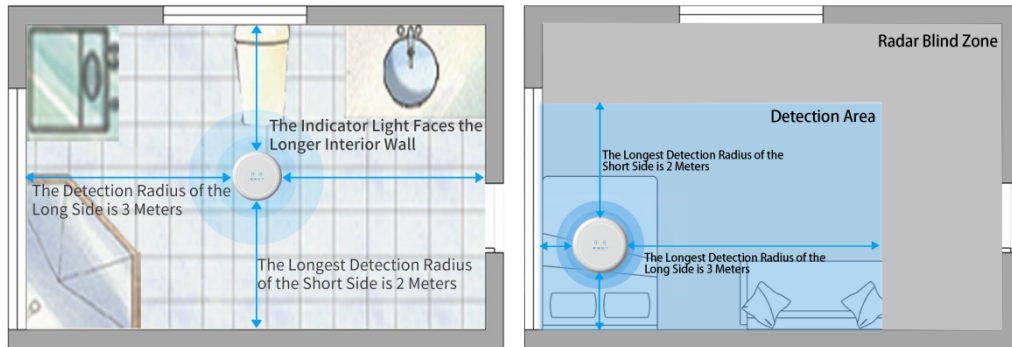 The Indicator Light Faces the
Longer Interior Wall
The Detection Radius of the
Long Side is 3 Meters
The Longest Detection Radius
of the Short Side is 2 Meters
Radar Blind Zone
Detection Area
The Longest Detection Radius of the
Short Side is 2 Meters
The Longest Detection Radius of the
Long Side is 3 Meters